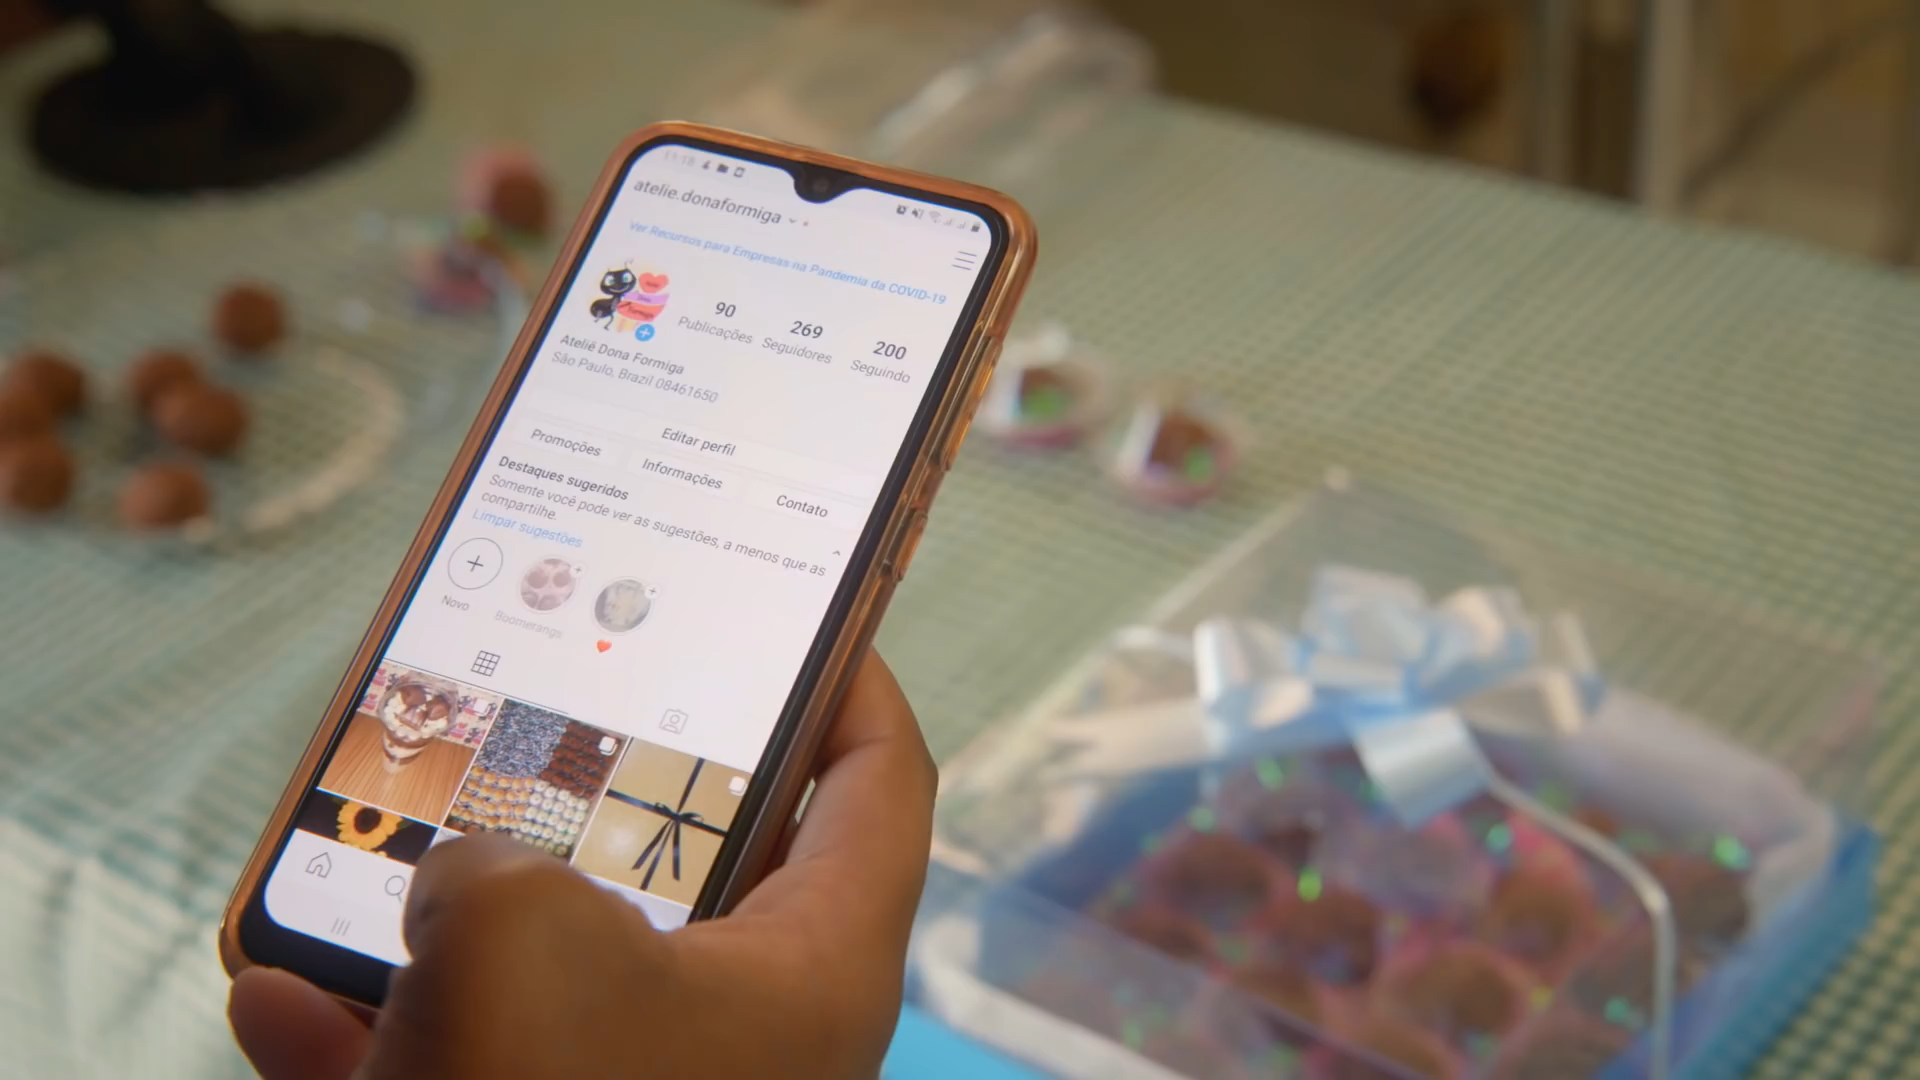 11:18
atelie.donaformiga
Ver Recursos para Empresas na Pandemia da COVID-19
90
Publicações
269
Seguidores
200
Seguindo
Ateliê Dona Formiga
São Paulo, Brazil 08461650
Editar perfil
Promoções
Informações
Contato
Destaques sugeridos
Somente você pode ver as sugestões, a menos que as
compartilhe.
Limpar sugestões
Novo
Boomerangs